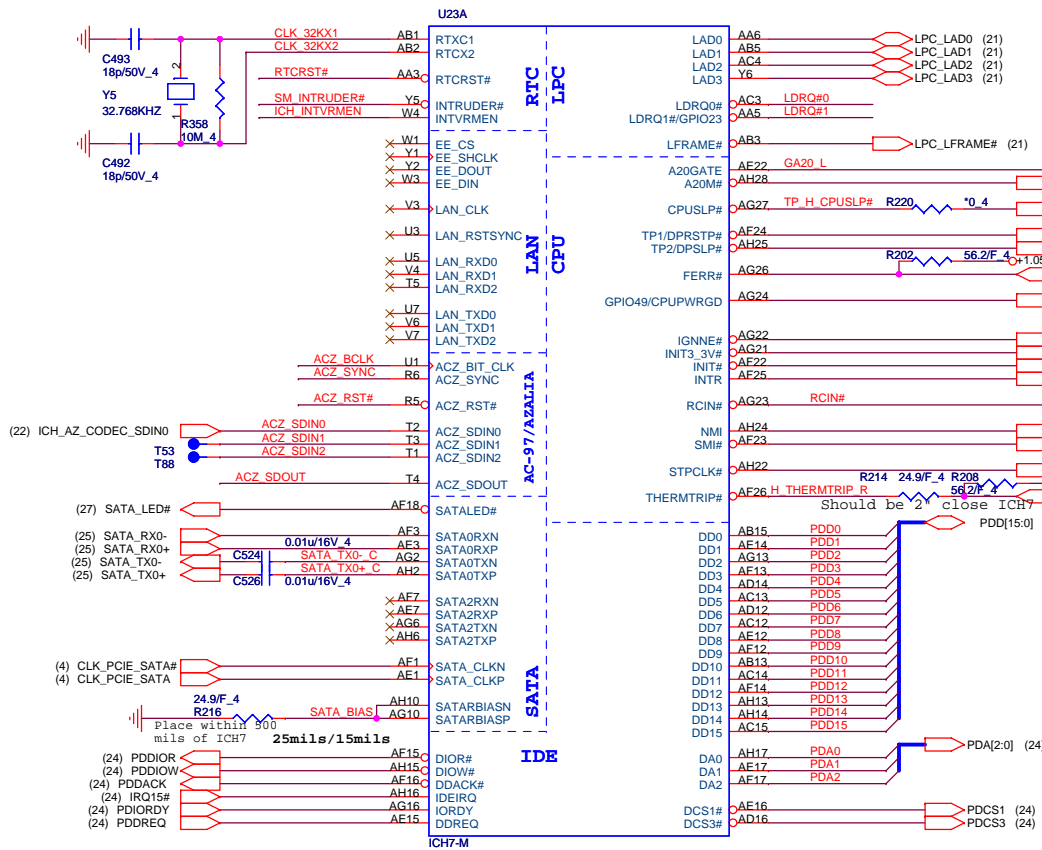 U23A
CLK_32KX1 AB1 RTXC1 LAD0 AA6 LPC_LAD0 (21)
CLK_32KX2 AB2 RTCX2 LAD1 AB5 LPC_LAD1 (21)
C493
18p/50V_4
LAD2 AC4 LPC_LAD2 (21)
RTCRST# AA3 RTCRST# LAD3 Y6 LPC_LAD3 (21)
RTC LPC
2
Y5
32.768KHZ
1
R358
10M_4
SM_INTRUDER# Y5 INTRUDER# LDRQ0# AC3 LDRQ#0
ICH_INTVRMEN W4 INTVRMEN LDRQ1#/GPIO23 AA5 LDRQ#1
C492
18p/50V_4
W1 EE_CS LFRAME# AB3 LPC_LFRAME# (21)
Y1 EE_SHCLK
Y2 EE_DOUT A20GATE AE22 GA20_L
W3 EE_DIN A20M# AH28
V3 LAN_CLK CPUSLP# AG27 TP_H_CPUSLP# R220 *0_4
U3 LAN_RSTSYNC TP1/DPRSTP# AF24
TP2/DPSLP# AH25
LAN CPU
R202 56.2/F_4 +1.05
U5 LAN_RXD0
V4 LAN_RXD1 FERR# AG26
T5 LAN_RXD2
GPIO49/CPUPWRGD AG24
U7 LAN_TXD0
V6 LAN_TXD1
V7 LAN_TXD2 IGNNE# AG22
INIT3_3V# AG21
ACZ_BCLK U1 ACZ_BIT_CLK INIT# AF22
ACZ_SYNC R6 ACZ_SYNC INTR AF25
ACZ_RST# R5 ACZ_RST# RCIN# AG23 RCIN#
AC-97/AZALIA
(22) ICH_AZ_CODEC_SDIN0 ACZ_SDIN0 T2 ACZ_SDIN0 NMI AH24
T53 ACZ_SDIN1 T3 ACZ_SDIN1 SMI# AF23
T88 ACZ_SDIN2 T1 ACZ_SDIN2
STPCLK# AH22
ACZ_SDOUT T4 ACZ_SDOUT
R214 24.9/F_4 R208
56.2/F_4
THERMTRIP# AF26 H_THERMTRIP_R
Should be 2" close ICH7
(27) SATA_LED# AF18 SATALED#
PDD[15:0]
(25) SATA_RX0- AF3 SATA0RXN DD0 AB15 PDD0
(25) SATA_RX0+ 0.01u/16V_4 AE3 SATA0RXP DD1 AE14 PDD1
(25) SATA_TX0- C524 SATA_TX0-_C AG2 SATA0TXN DD2 AG13 PDD2
(25) SATA_TX0+ C526 SATA_TX0+_C AH2 SATA0TXP DD3 AF13 PDD3
0.01u/16V_4
DD4 AD14 PDD4
AF7 SATA2RXN DD5 AC13 PDD5
AE7 SATA2RXP DD6 AD12 PDD6
AG6 SATA2TXN DD7 AC12 PDD7
AH6 SATA2TXP DD8 AE12 PDD8
DD9 AF12 PDD9
(4) CLK_PCIE_SATA# AF1 SATA_CLKN DD10 AB13 PDD10
(4) CLK_PCIE_SATA AE1 SATA_CLKP DD11 AC14 PDD11
DD12 AF14 PDD12
SATA
24.9/F_4
R216
AH10 SATARBIASN DD13 AH13 PDD13
SATA_BIAS AG10 SATARBIASP DD14 AH14 PDD14
DD15 AC15 PDD15
Place within 500
mils of ICH7
25mils/15mils
IDE
PDA[2:0] (24)
(24) PDDIOR AF15 DIOR# DA0 AH17 PDA0
(24) PDDIOW AH15 DIOW# DA1 AE17 PDA1
(24) PDDACK AF16 DDACK# DA2 AF17 PDA2
(24) IRQ15# AH16 IDEIRQ
(24) PDIORDY AG16 IORDY DCS1# AE16 PDCS1 (24)
(24) PDDREQ AE15 DDREQ DCS3# AD16 PDCS3 (24)
ICH7-M